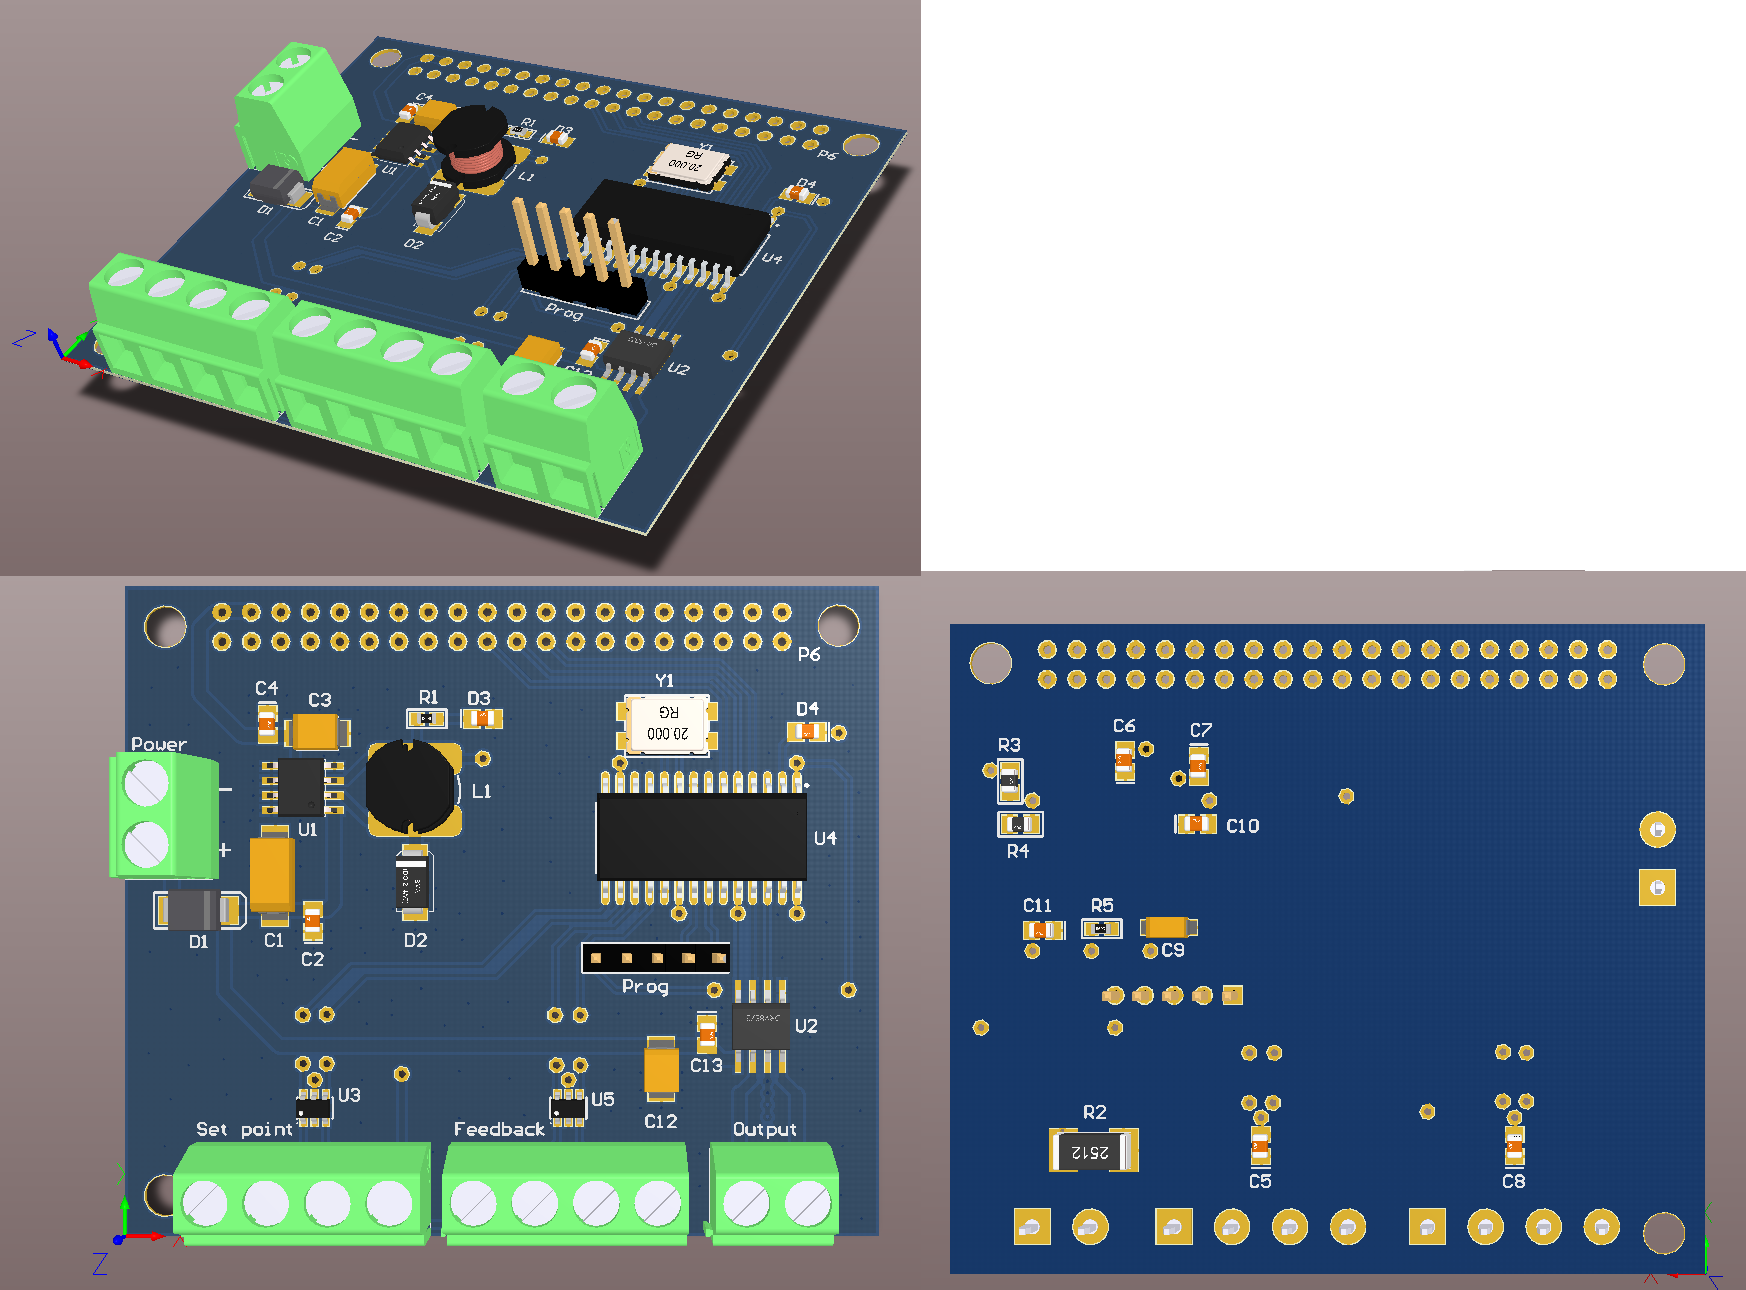 C4
R1
D3
Y1
RG
20.000
P6
U1
L1
D4
D1
C1
C2
D2
U4
Prog
U2
Z
P6
Y1
C4
C3
R1
D3
RG
20.000
D4
Power
−
L1
U1
+
U4
D1
C1
C2
D2
Prog
U2
C13
U3
U5
C12
Set point
Feedback
Output
Z
C6
C7
R3
C10
R4
C11
R5
C9
R2
2512
C5
C8